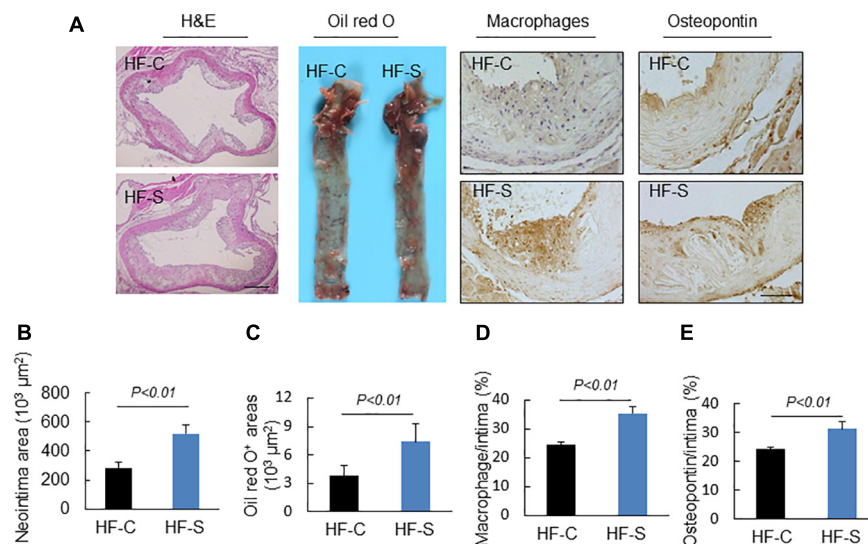 A
H&E
Oil red O
Macrophages
Osteopontin
HF-C
HF-C
HF-S
HF-C
HF-C
HF-S
HF-S
HF-S
B
C
D
E
Neointima area (10³ µm²)
800
600
400
200
0
P<0.01
HF-C
HF-S
Oil red O⁺ areas
(10³ µm²)
12
9
6
3
0
P<0.01
HF-C
HF-S
Macrophage/intima (%)
40
30
20
10
0
P<0.01
HF-C
HF-S
Osteopontin/intima (%)
40
30
20
10
0
P<0.01
HF-C
HF-S